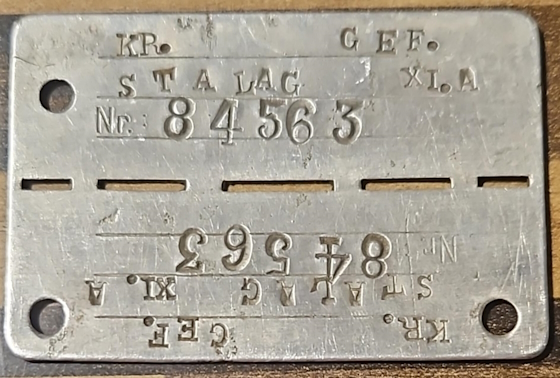 KR. GEF.
STALAG XI.A
Nr. 84563
Nr. 84563
STALAG XI.A
KR. GEF.